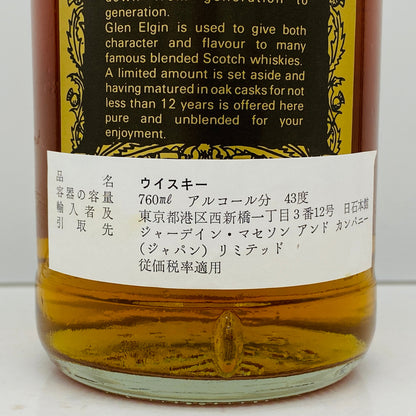 down from generation to
generation.
Glen Elgin is used to give both
character and flavour to many
famous blended Scotch whiskies.
A limited amount is set aside and
having matured in oak casks for not
less than 12 years is offered here
pure and unblended for your
enjoyment.
品名 ウイスキー
容器の容量 760ml アルコール分 43度
輸入者及 東京都港区西新橋一丁目3番12号 日石本館
引取先 ジャーデイン・マセソン アンド カンパニー
(ジャパン) リミテッド
従価税率適用